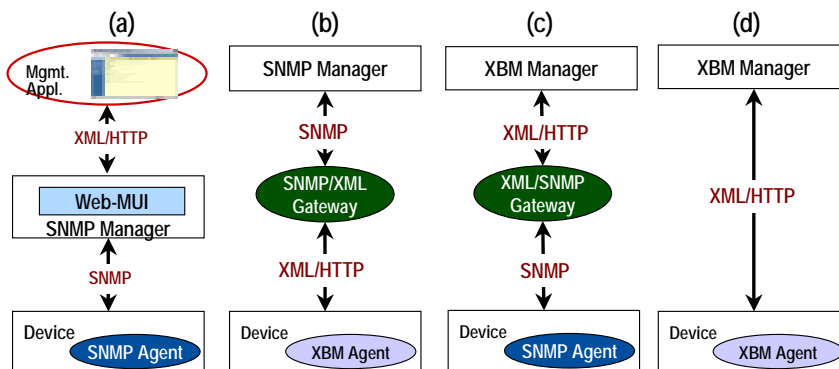 (a)
Mgmt.
Appl.
XML/HTTP
Web-MUI
SNMP Manager
SNMP
Device
SNMP Agent
(b)
SNMP Manager
SNMP
SNMP/XML
Gateway
XML/HTTP
Device
XBM Agent
(c)
XBM Manager
XML/HTTP
XML/SNMP
Gateway
SNMP
Device
SNMP Agent
(d)
XBM Manager
XML/HTTP
Device
XBM Agent